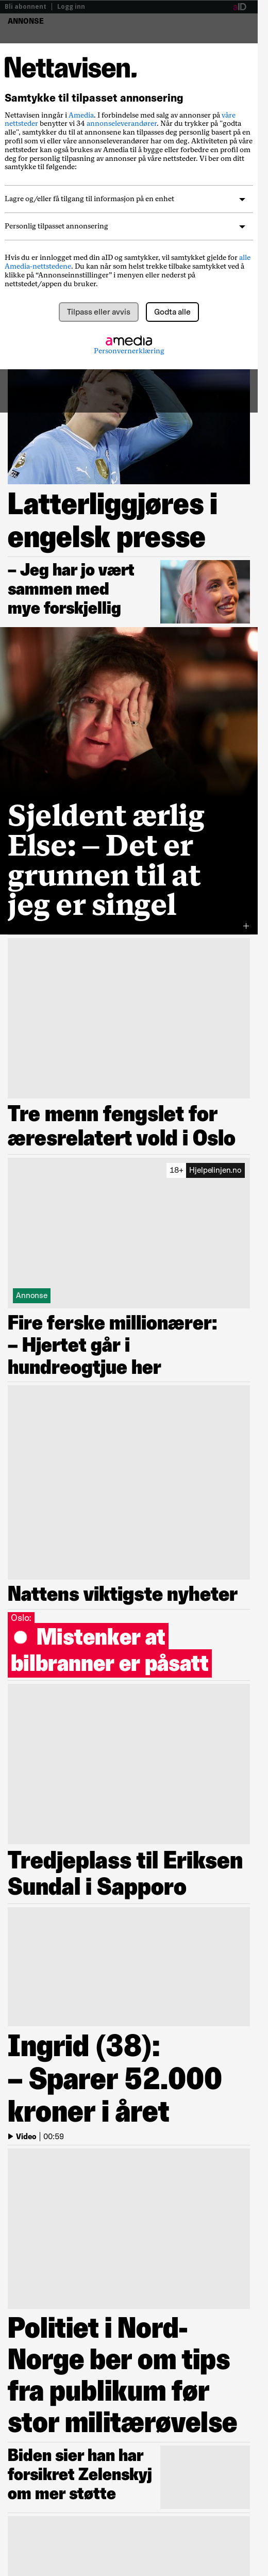 Bli abonnent | Logg inn
aID
ANNONSE
Nettavisen.
Samtykke til tilpasset annonsering
Nettavisen inngår i Amedia. I forbindelse med salg av annonser på våre
nettsteder benytter vi 34 annonseleverandører. Når du trykker på "godta
alle", samtykker du til at annonsene kan tilpasses deg personlig basert på en
profil som vi eller våre annonseleverandører har om deg. Aktiviteten på våre
nettsteder kan også brukes av Amedia til å bygge eller forbedre en profil om
deg for personlig tilpasning av annonser på våre nettsteder. Vi ber om ditt
samtykke til følgende:
Lagre og/eller få tilgang til informasjon på en enhet
Personlig tilpasset annonsering
Hvis du er innlogget med din aID og samtykker, vil samtykket gjelde for alle
Amedia-nettstedene. Du kan når som helst trekke tilbake samtykket ved å
klikke på "Annonseinnstillinger" i menyen eller nederst på
nettstedet/appen du bruker.
Tilpass eller avvis
Godta alle
amedia
Personvernerklæring
Latterliggjøres i
engelsk presse
– Jeg har jo vært
sammen med
mye forskjellig
Sjeldent ærlig
Else: – Det er
grunnen til at
jeg er singel
+
Tre menn fengslet for
æresrelatert vold i Oslo
18+ Hjelpelinjen.no
Annonse
Fire ferske millionærer:
– Hjertet går i
hundreogtjue her
Nattens viktigste nyheter
Oslo:
Mistenker at
bilbranner er påsatt
Tredjeplass til Eriksen
Sundal i Sapporo
Ingrid (38):
– Sparer 52.000
kroner i året
Video | 00:59
Politiet i Nord-
Norge ber om tips
fra publikum før
stor militærøvelse
Biden sier han har
forsikret Zelenskyj
om mer støtte